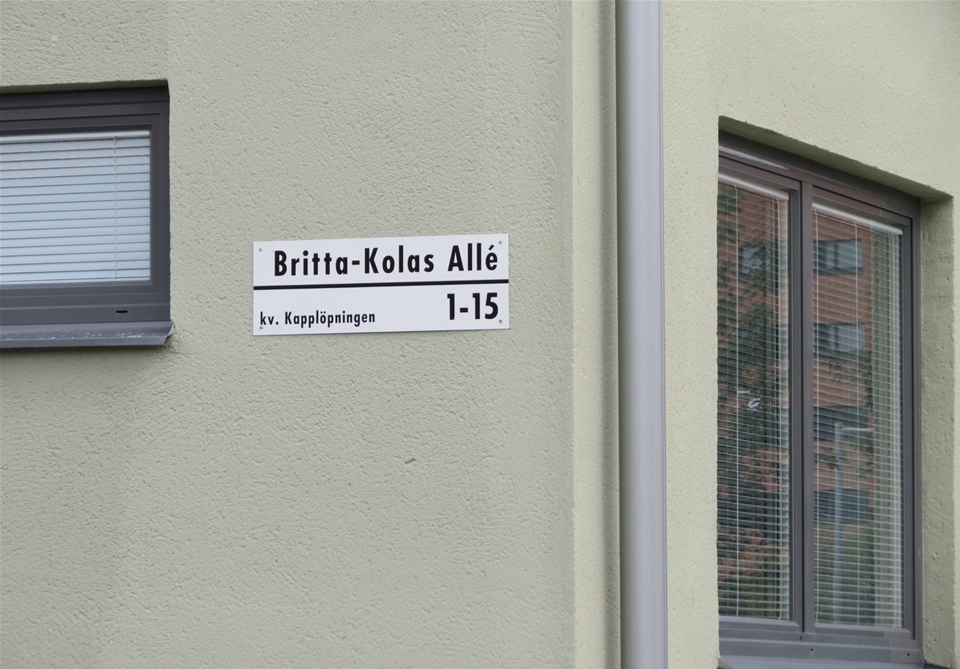 Britta-Kolas Allé
kv. Kapplöpningen 1-15